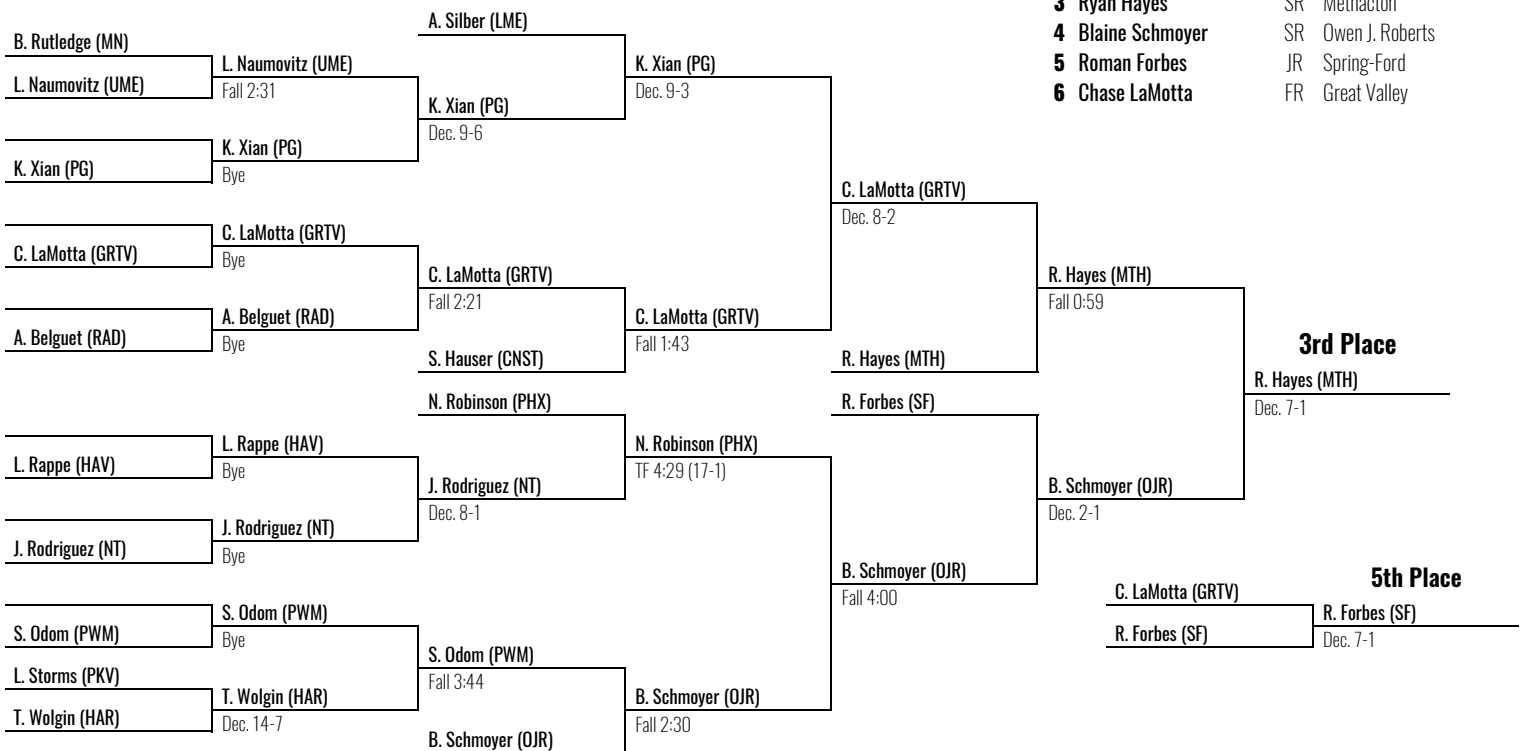 3 Ryan Hayes SR Methacton
4 Blaine Schmoyer SR Owen J. Roberts
5 Roman Forbes JR Spring-Ford
6 Chase LaMotta FR Great Valley
B. Rutledge (MN)
L. Naumovitz (UME)
K. Xian (PG)
C. LaMotta (GRTV)
A. Belguet (RAD)
L. Rappe (HAV)
J. Rodriguez (NT)
S. Odom (PWM)
L. Storms (PKV)
T. Wolgin (HAR)
L. Naumovitz (UME)
Fall 2:31
K. Xian (PG)
Bye
C. LaMotta (GRTV)
Bye
A. Belguet (RAD)
Bye
L. Rappe (HAV)
Bye
J. Rodriguez (NT)
Bye
S. Odom (PWM)
Bye
T. Wolgin (HAR)
Dec. 14-7
A. Silber (LME)
K. Xian (PG)
Dec. 9-6
C. LaMotta (GRTV)
Fall 2:21
S. Hauser (CNST)
N. Robinson (PHX)
J. Rodriguez (NT)
Dec. 8-1
S. Odom (PWM)
Fall 3:44
B. Schmoyer (OJR)
K. Xian (PG)
Dec. 9-3
C. LaMotta (GRTV)
Fall 1:43
N. Robinson (PHX)
TF 4:29 (17-1)
B. Schmoyer (OJR)
Fall 2:30
C. LaMotta (GRTV)
Dec. 8-2
R. Hayes (MTH)
R. Forbes (SF)
B. Schmoyer (OJR)
Fall 4:00
R. Hayes (MTH)
Fall 0:59
B. Schmoyer (OJR)
Dec. 2-1
3rd Place
R. Hayes (MTH)
Dec. 7-1
5th Place
C. LaMotta (GRTV)
R. Forbes (SF)
R. Forbes (SF)
Dec. 7-1